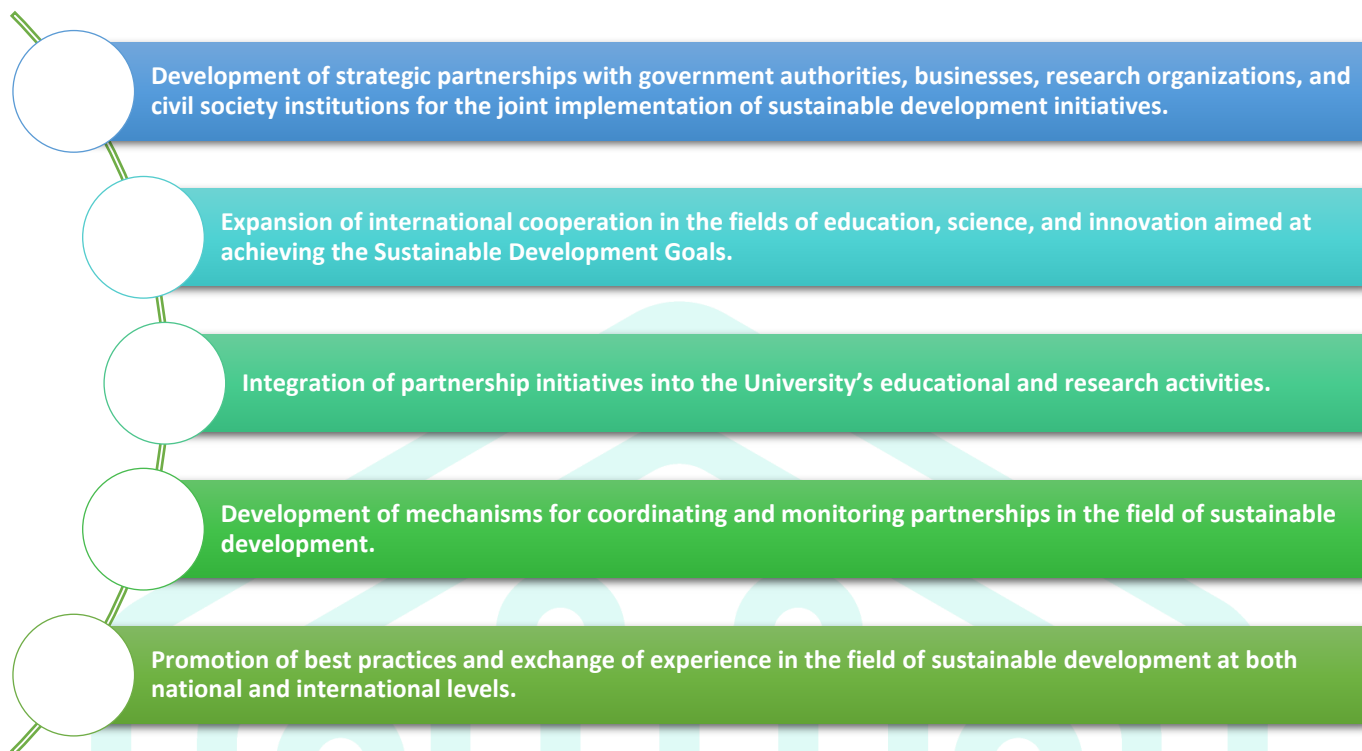 Development of strategic partnerships with government authorities, businesses, research organizations, and
civil society institutions for the joint implementation of sustainable development initiatives.
Expansion of international cooperation in the fields of education, science, and innovation aimed at
achieving the Sustainable Development Goals.
Integration of partnership initiatives into the University’s educational and research activities.
Development of mechanisms for coordinating and monitoring partnerships in the field of sustainable
development.
Promotion of best practices and exchange of experience in the field of sustainable development at both
national and international levels.